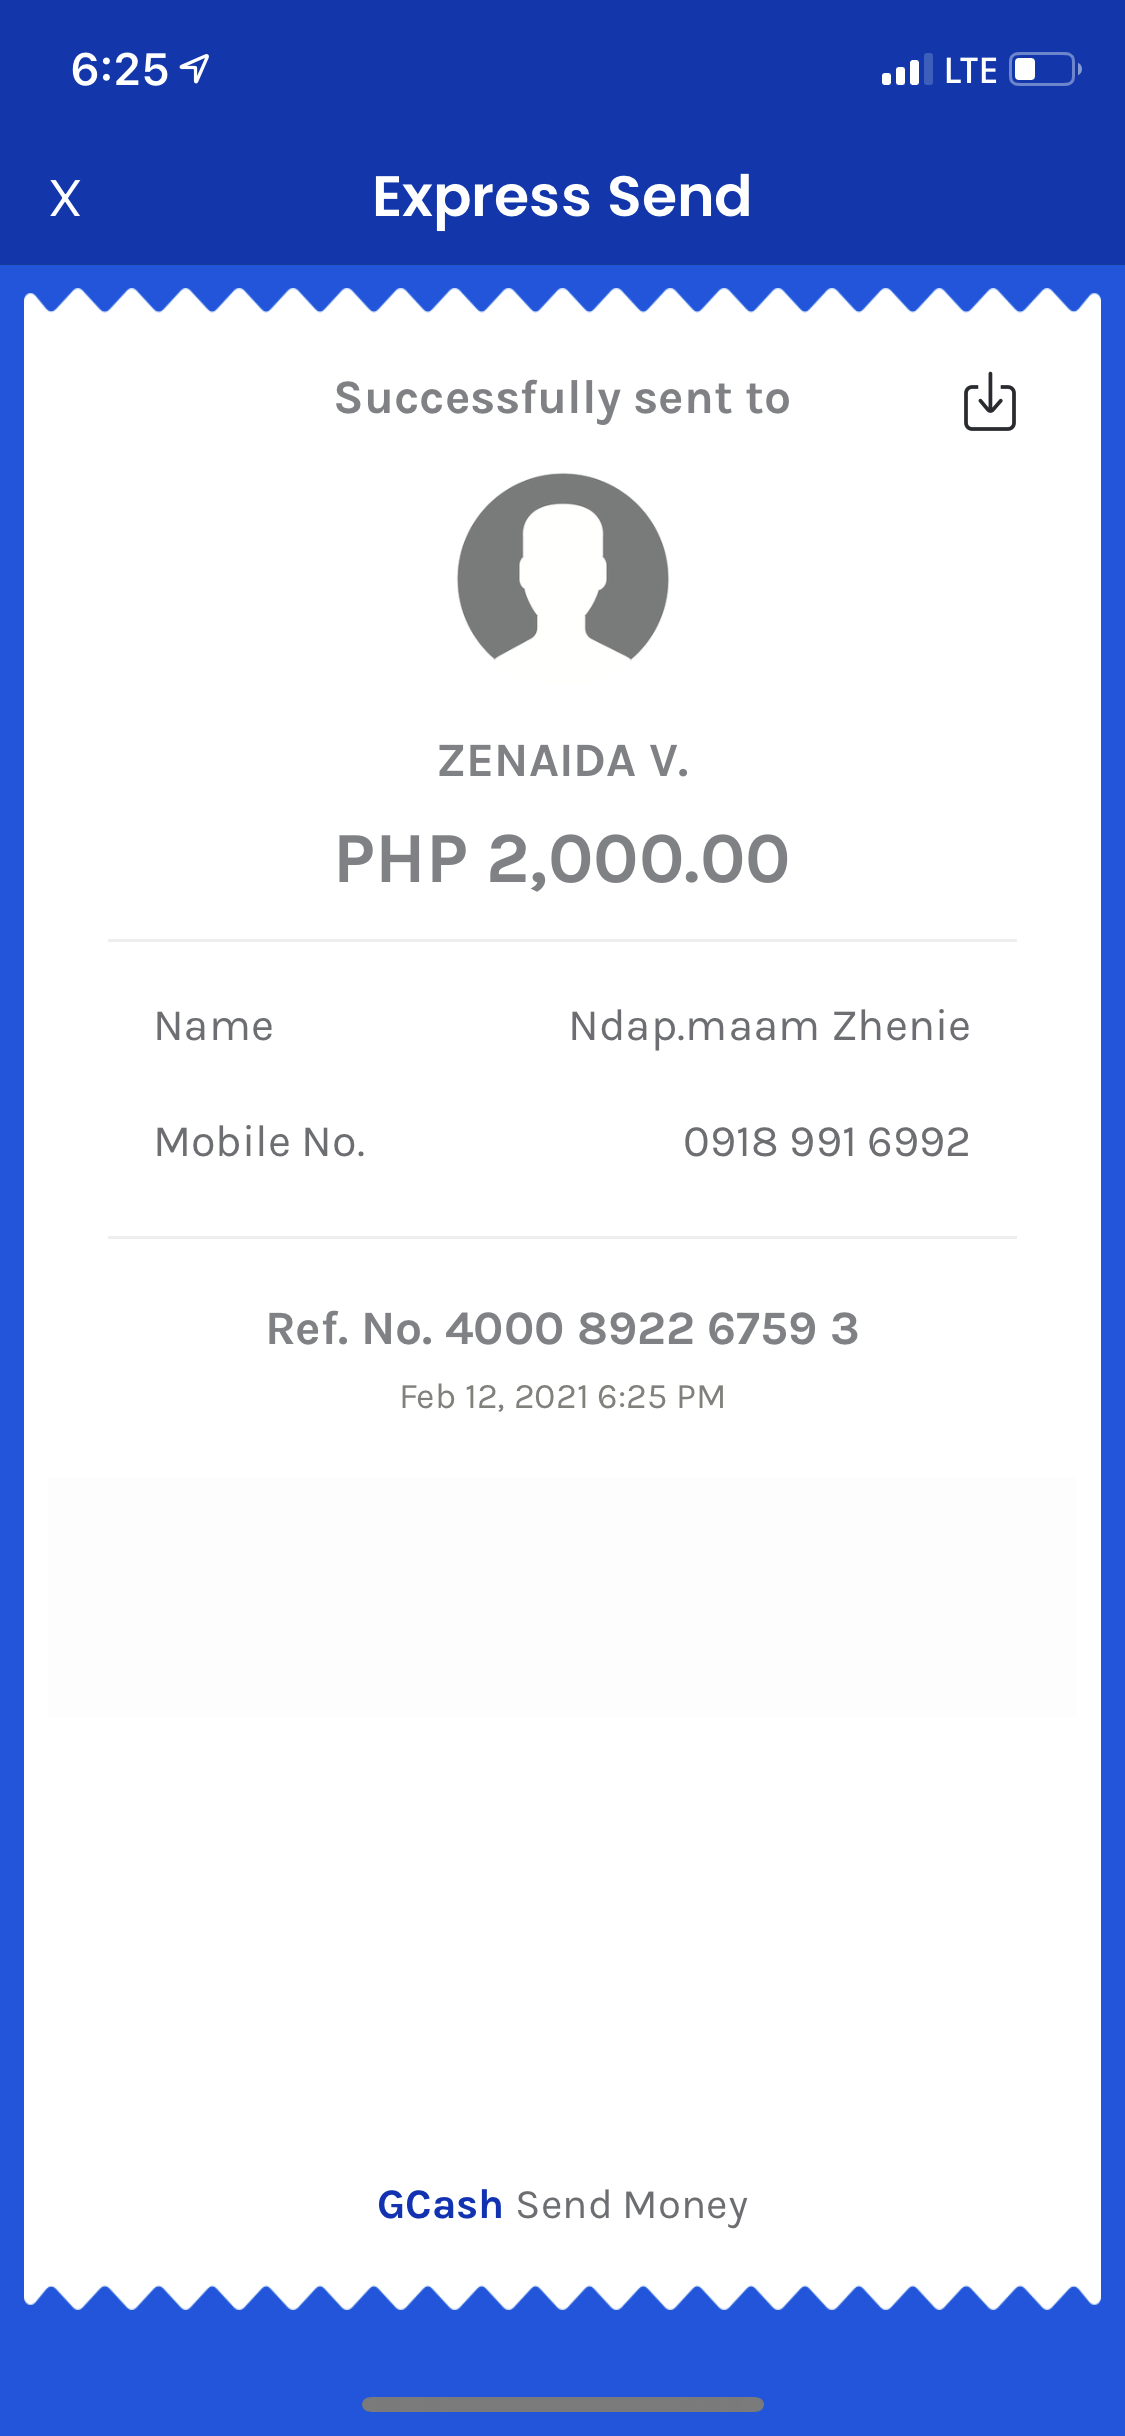 6:25 LTE
X Express Send
Successfully sent to
ZENAIDA V.
PHP 2,000.00
Name Ndap.maam Zhenie
Mobile No. 0918 991 6992
Ref. No. 4000 8922 6759 3
Feb 12, 2021 6:25 PM
GCash Send Money